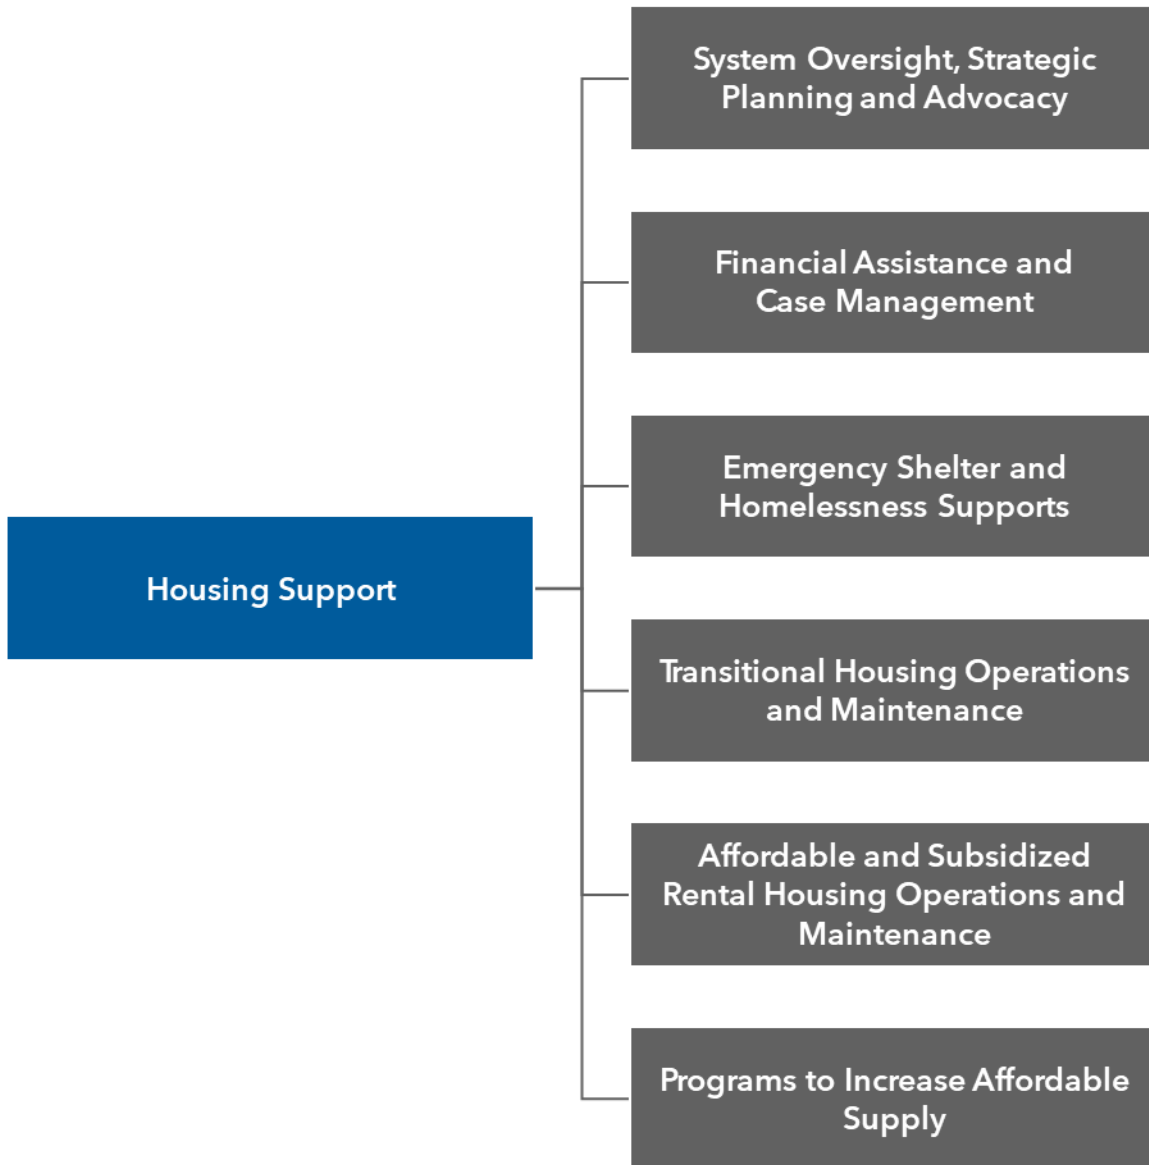 System Oversight, Strategic
Planning and Advocacy
Financial Assistance and
Case Management
Emergency Shelter and
Homelessness Supports
Housing Support
Transitional Housing Operations
and Maintenance
Affordable and Subsidized
Rental Housing Operations and
Maintenance
Programs to Increase Affordable
Supply